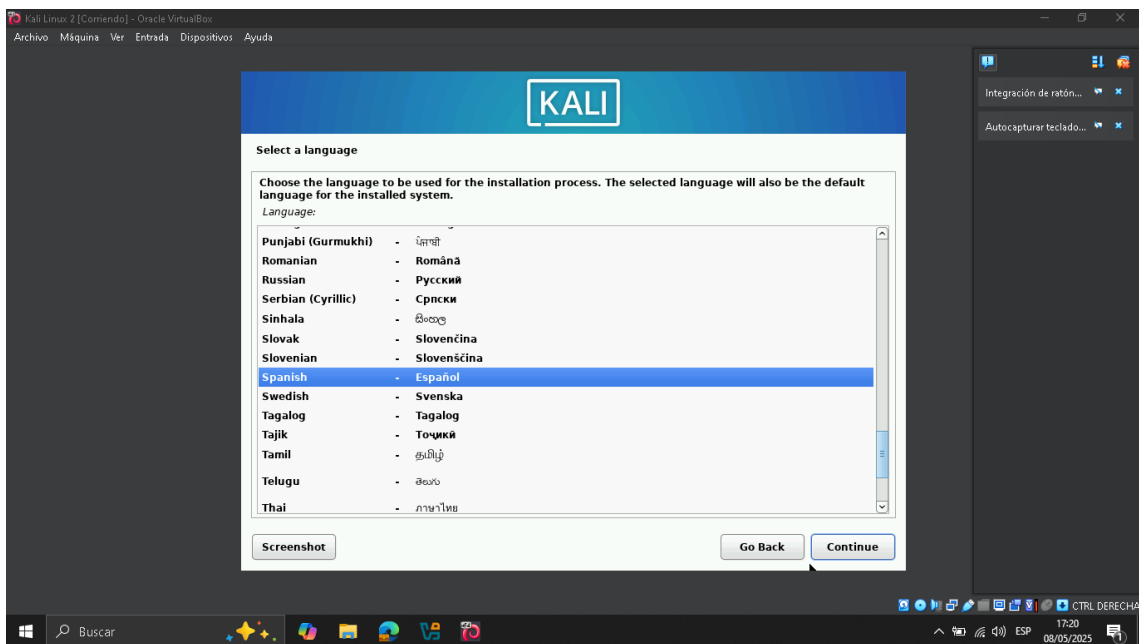 Kali Linux 2 [Corriendo] - Oracle VirtualBox
Archivo Máquina Ver Entrada Dispositivos Ayuda
KALI
Integración de ratón...
Autocapturar teclado...
Select a language
Choose the language to be used for the installation process. The selected language will also be the default
language for the installed system.
Language:
Punjabi (Gurmukhi) - ਪੰਜਾਬੀ
Romanian - Română
Russian - Русский
Serbian (Cyrillic) - Српски
Sinhala - සිංහල
Slovak - Slovenčina
Slovenian - Slovenščina
Spanish - Español
Swedish - Svenska
Tagalog - Tagalog
Tajik - Тоҷикӣ
Tamil - தமிழ்
Telugu - తెలుగు
Thai - ภาษาไทย
Screenshot Go Back Continue
CTRL DERECHA
Buscar
ESP
17:20
08/05/2025